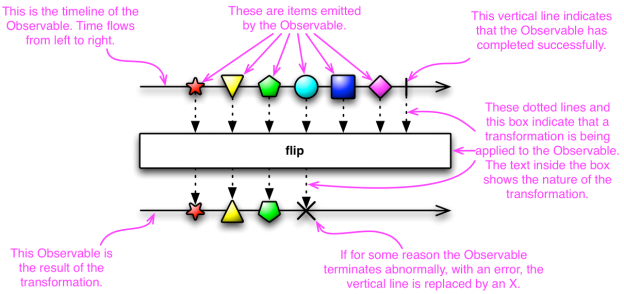 This is the timeline of the
Observable. Time flows
from left to right.
These are items emitted
by the Observable.
This vertical line indicates
that the Observable has
completed successfully.
These dotted lines and
this box indicate that a
transformation is being
applied to the Observable.
The text inside the box
shows the nature of the
transformation.
flip
This Observable is
the result of the
transformation.
If for some reason the Observable
terminates abnormally, with an error, the
vertical line is replaced by an X.